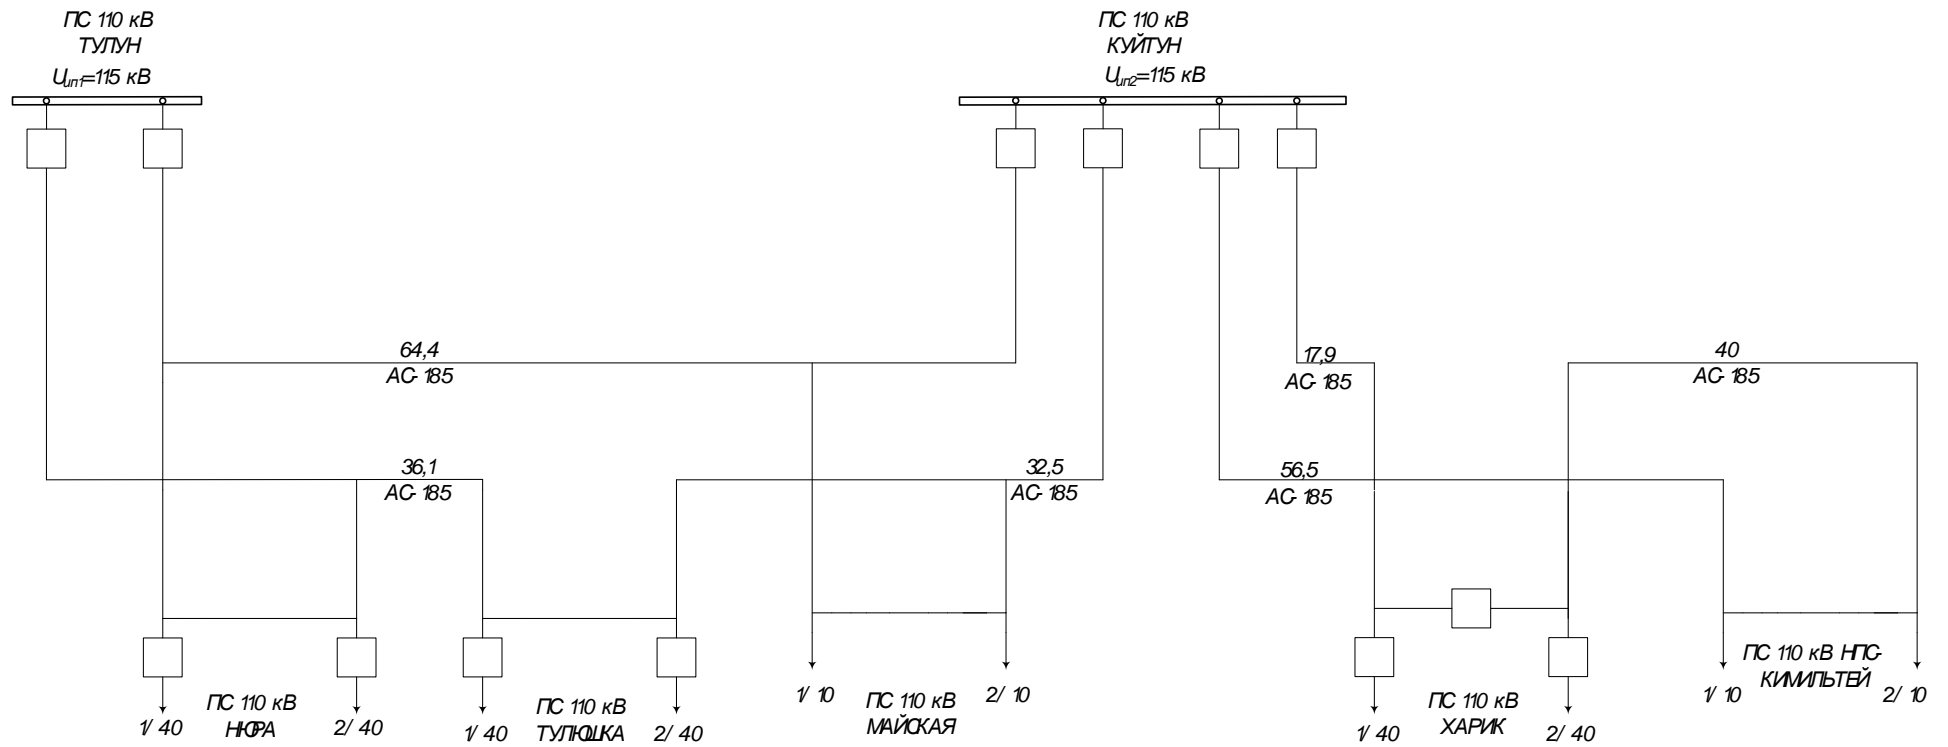 ПС 110 кВ
ТУЛУН
Uип1=115 кВ
ПС 110 кВ
КУЙТУН
Uип2=115 кВ
64,4
АС-185
17,9
АС-185
40
АС-185
36,1
АС-185
32,5
АС-185
56,5
АС-185
1/40
ПС 110 кВ
НЮРА
2/40
1/40
ПС 110 кВ
ТУЛЮШКА
2/40
1/10
ПС 110 кВ
МАЙСКАЯ
2/10
1/40
ПС 110 кВ
ХАРИК
2/40
1/10
ПС 110 кВ НПС-
КИМИЛЬТЕЙ
2/10